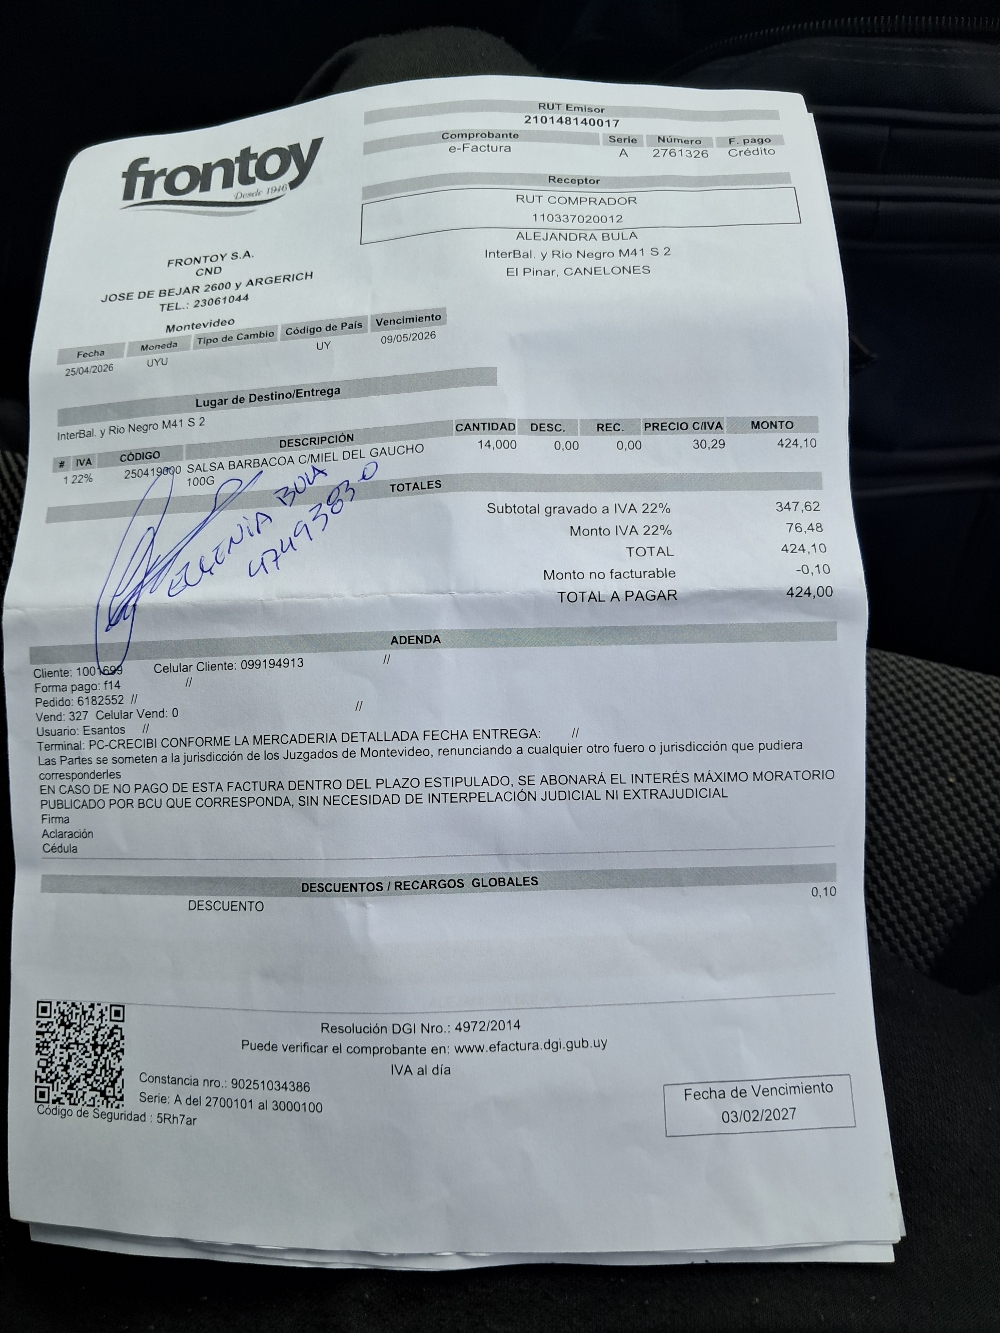 frontoy
Desde 1946
RUT Emisor
210148140017
Comprobante Serie Número F. pago
e-Factura A 2761326 Crédito
Receptor
RUT COMPRADOR
110337020012
ALEJANDRA BULA
InterBal. y Rio Negro M41 S 2
El Pinar, CANELONES
FRONTOY S.A.
CND
JOSE DE BEJAR 2600 y ARGERICH
TEL.: 23061044
Montevideo
Fecha Moneda Tipo de Cambio Código de País Vencimiento
25/04/2026 UYU UY 09/05/2026
Lugar de Destino/Entrega
InterBal. y Rio Negro M41 S 2
# IVA CÓDIGO DESCRIPCIÓN CANTIDAD DESC. REC. PRECIO C/IVA MONTO
1 22% 250419000 SALSA BARBACOA C/MIEL DEL GAUCHO 14,000 0,00 0,00 30,29 424,10
100G
TOTALES
EUGENIA BULA
4749383-0
Subtotal gravado a IVA 22% 347,62
Monto IVA 22% 76,48
TOTAL 424,10
Monto no facturable -0,10
TOTAL A PAGAR 424,00
ADENDA
Cliente: 1001699 Celular Cliente: 099194913 //
Forma pago: f14 //
Pedido: 6182552 //
Vend: 327 Celular Vend: 0 //
Usuario: Esantos //
Terminal: PC-CRECIBI CONFORME LA MERCADERIA DETALLADA FECHA ENTREGA: //
Las Partes se someten a la jurisdicción de los Juzgados de Montevideo, renunciando a cualquier otro fuero o jurisdicción que pudiera
corresponderles
EN CASO DE NO PAGO DE ESTA FACTURA DENTRO DEL PLAZO ESTIPULADO, SE ABONARÁ EL INTERÉS MÁXIMO MORATORIO
PUBLICADO POR BCU QUE CORRESPONDA, SIN NECESIDAD DE INTERPELACIÓN JUDICIAL NI EXTRAJUDICIAL
Firma
Aclaración
Cédula
DESCUENTOS / RECARGOS GLOBALES
DESCUENTO 0,10
Resolución DGI Nro.: 4972/2014
Puede verificar el comprobante en: www.efactura.dgi.gub.uy
IVA al día
Constancia nro.: 90251034386
Serie: A del 2700101 al 3000100
Código de Seguridad : 5Rh7ar
Fecha de Vencimiento
03/02/2027